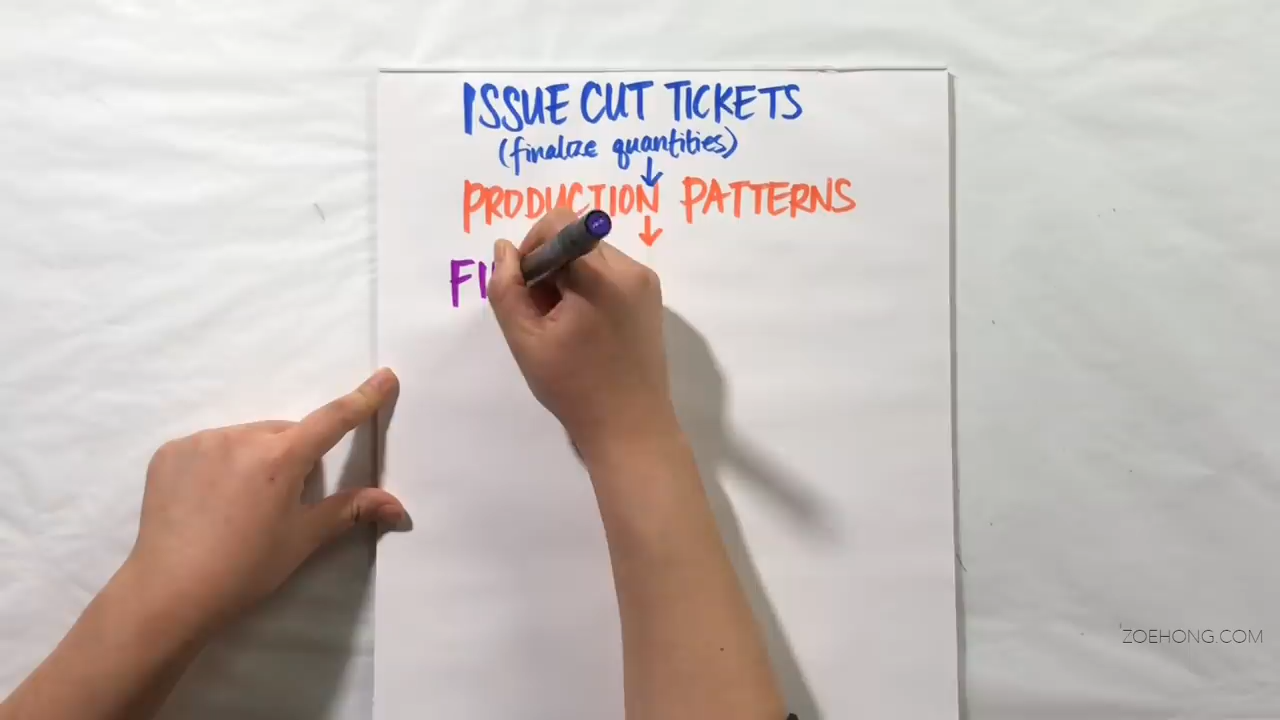 ISSUE CUT TICKETS
(finalize quantities)
PRODUCTION PATTERNS
ZOEHONG.COM